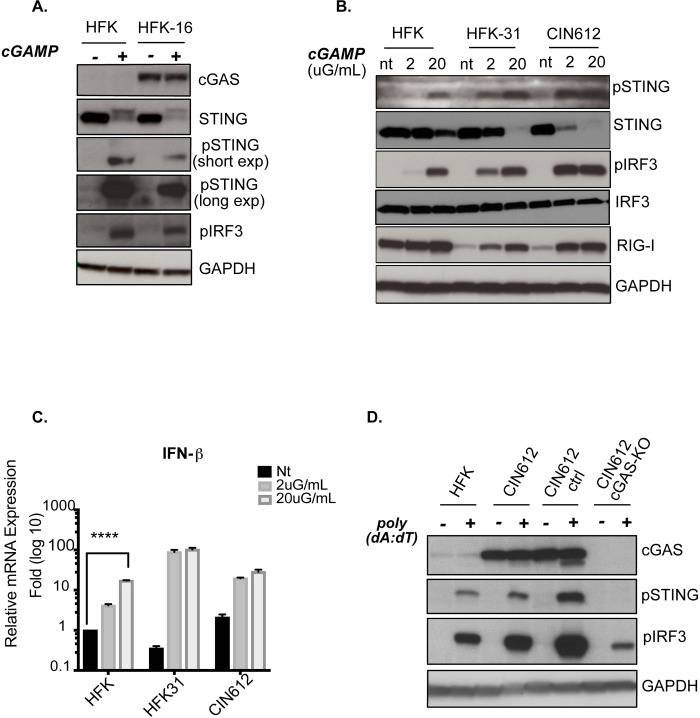 A.
HFK HFK-16
cGAMP - + - +
cGAS
STING
pSTING
(short exp)
pSTING
(long exp)
pIRF3
GAPDH
B.
HFK HFK-31 CIN612
cGAMP
(uG/mL) nt 2 20 nt 2 20 nt 2 20
pSTING
STING
pIRF3
IRF3
RIG-I
GAPDH
C.
IFN-β
Nt
2uG/mL
20uG/mL
Relative mRNA Expression
Fold (log 10)
1000
100
10
1
0.1
****
HFK
HFK31
CIN612
D.
HFK
CIN612
CIN612
ctrl
CIN612
cGAS-KO
poly
(dA:dT)
- + - + - + - +
cGAS
pSTING
pIRF3
GAPDH